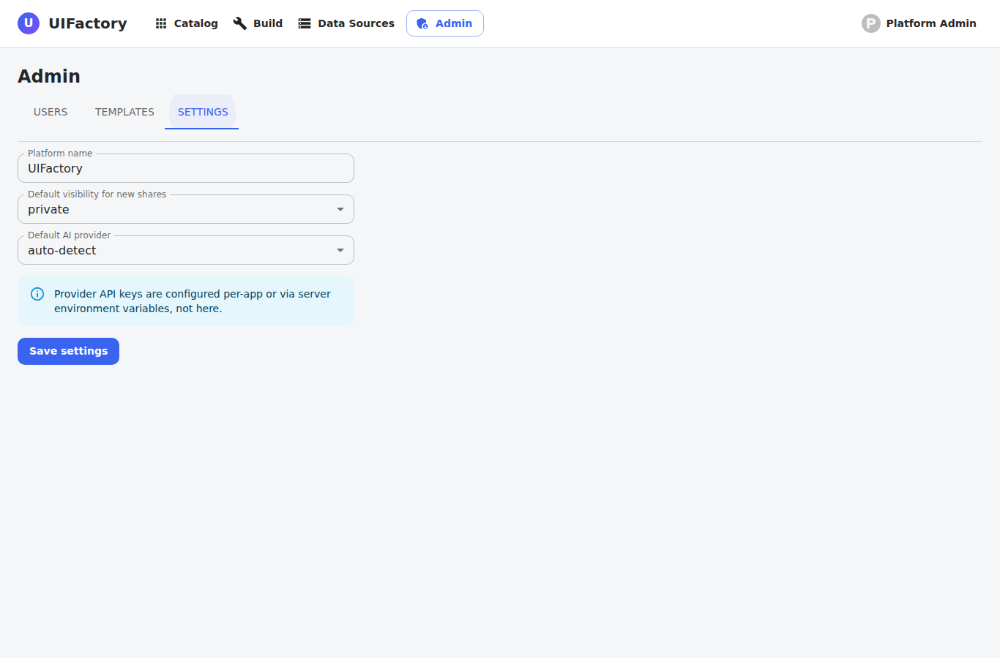 U UIFactory Catalog Build Data Sources Admin P Platform Admin
Admin
USERS TEMPLATES SETTINGS
Platform name
UIFactory
Default visibility for new shares
private
Default AI provider
auto-detect
Provider API keys are configured per-app or via server
environment variables, not here.
Save settings